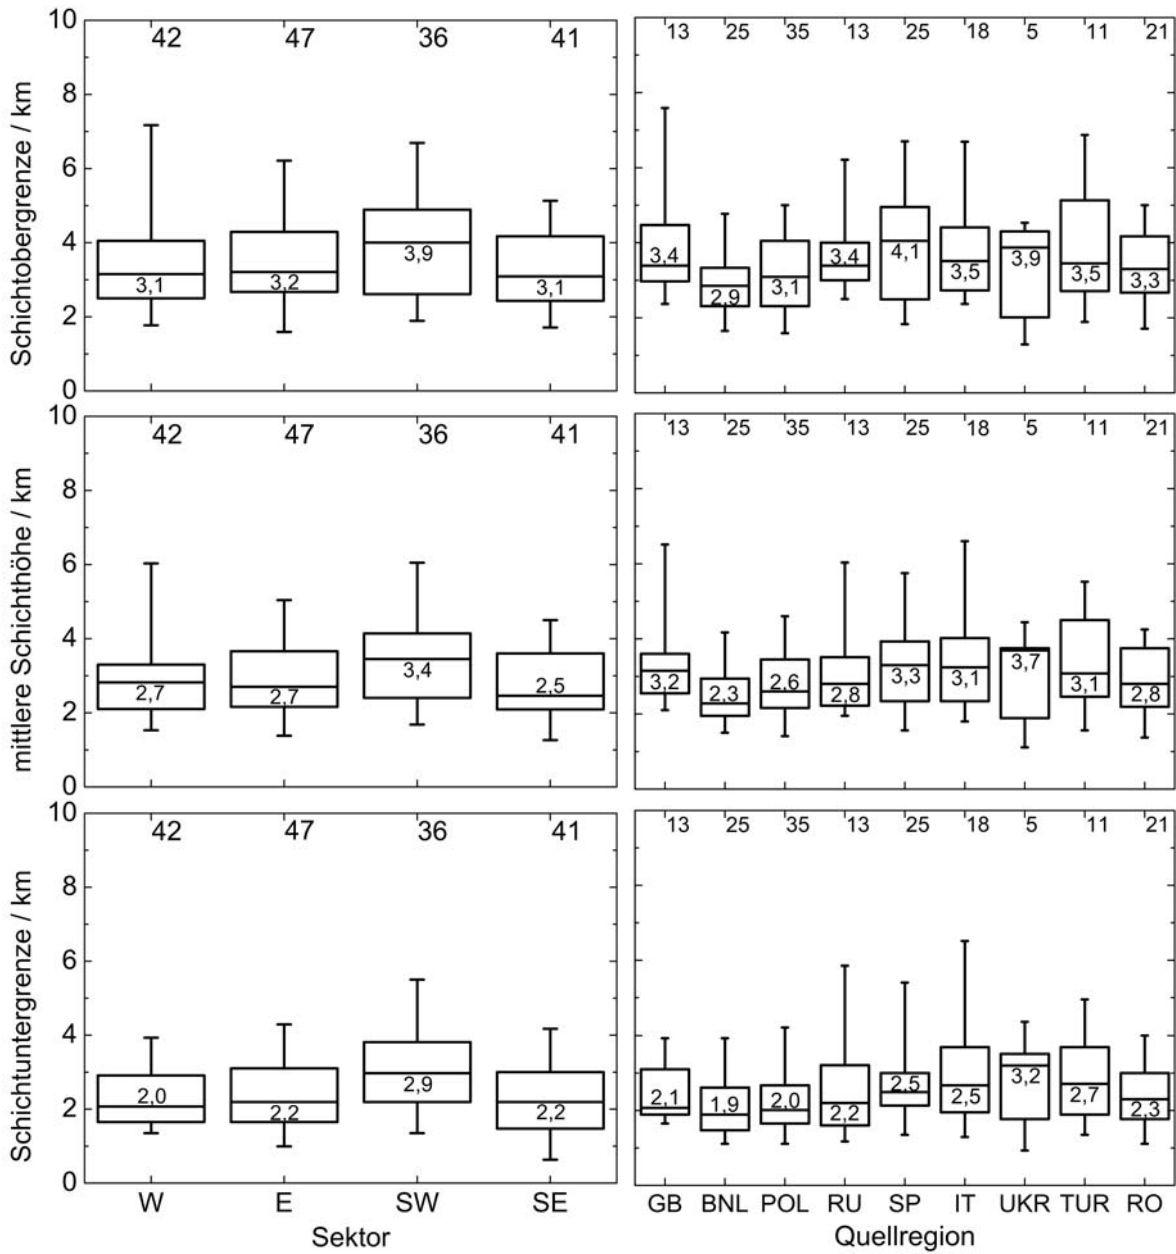 10
8
6
4
2
0
Schichtobergrenze / km
42 47 36 41
3,1 3,2 3,9 3,1
13 25 35 13 25 18 5 11 21
3,4 2,9 3,1 3,4 4,1 3,5 3,9 3,5 3,3
10
8
6
4
2
0
mittlere Schichthöhe / km
42 47 36 41
2,7 2,7 3,4 2,5
13 25 35 13 25 18 5 11 21
3,2 2,3 2,6 2,8 3,3 3,1 3,7 3,1 2,8
10
8
6
4
2
0
Schichtuntergrenze / km
42 47 36 41
2,0 2,2 2,9 2,2
13 25 35 13 25 18 5 11 21
2,1 1,9 2,0 2,2 2,5 2,5 3,2 2,7 2,3
W E SW SE
Sektor
GB BNL POL RU SP IT UKR TUR RO
Quellregion